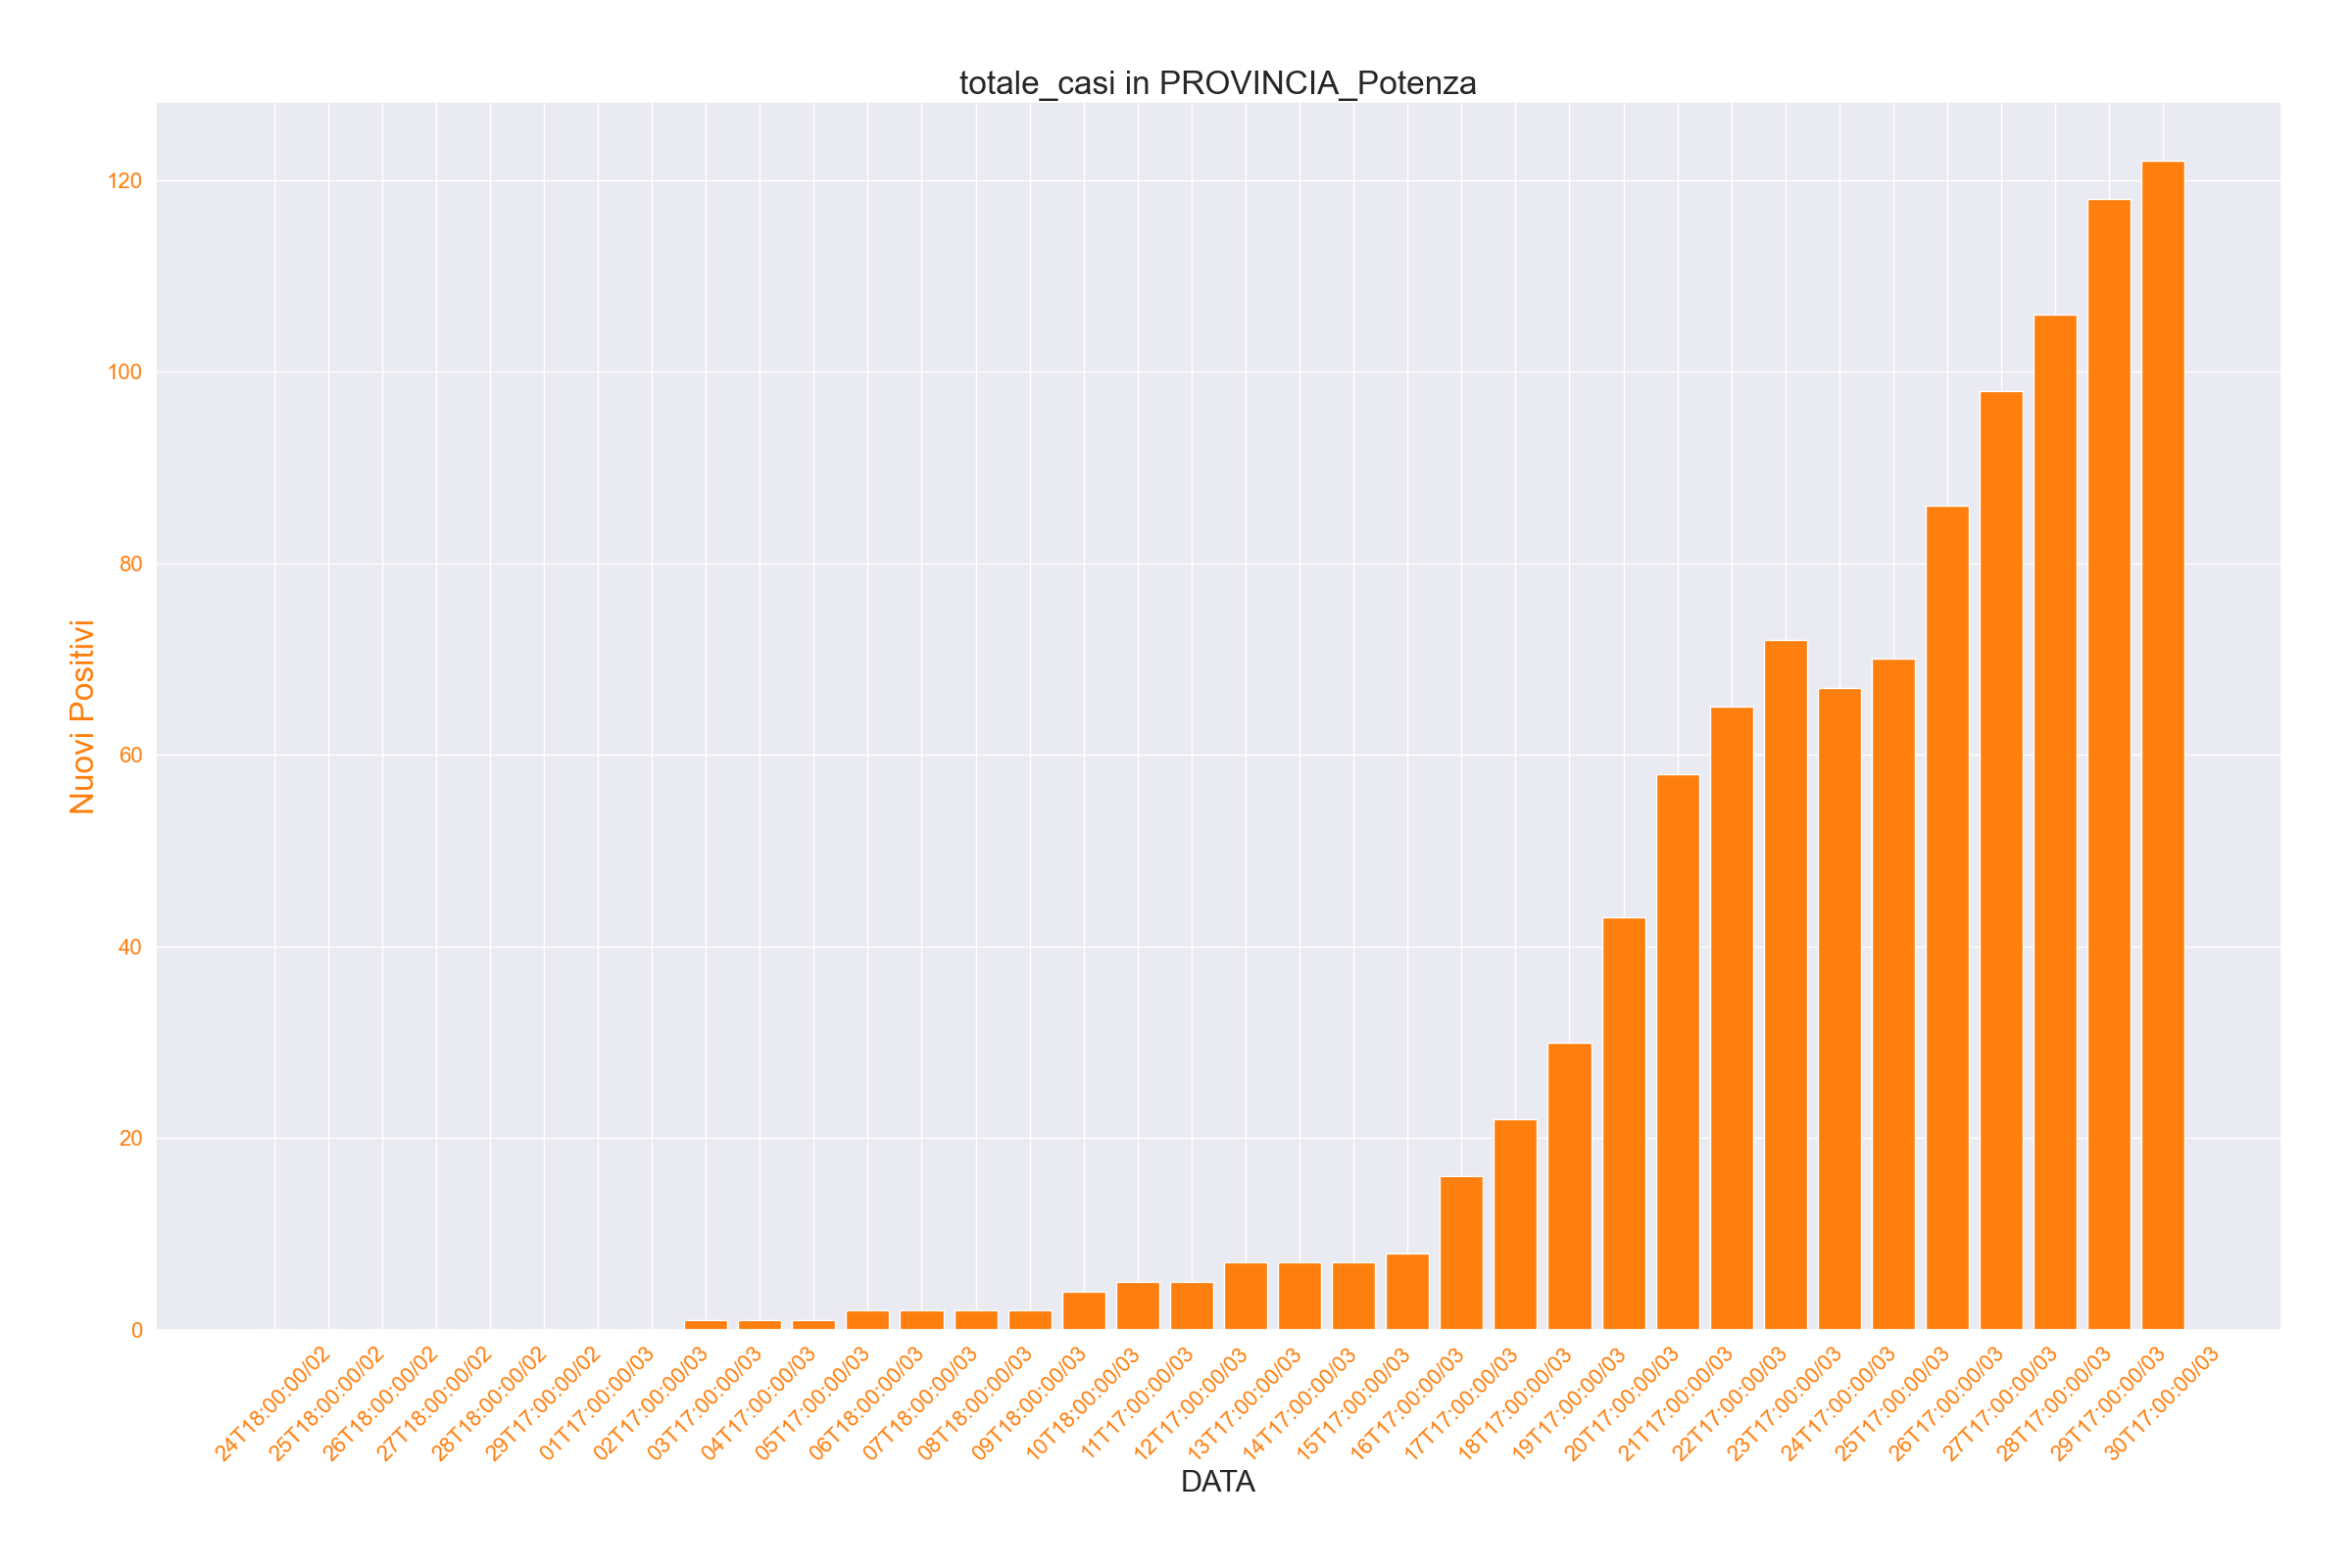 totale_casi in PROVINCIA_Potenza
120
100
80
60
40
20
0
Nuovi Positivi
24T18:00:00/02
25T18:00:00/02
26T18:00:00/02
27T18:00:00/02
28T18:00:00/02
29T17:00:00/02
01T17:00:00/03
02T17:00:00/03
03T17:00:00/03
04T17:00:00/03
05T17:00:00/03
06T18:00:00/03
07T18:00:00/03
08T18:00:00/03
09T18:00:00/03
10T18:00:00/03
11T17:00:00/03
12T17:00:00/03
13T17:00:00/03
14T17:00:00/03
15T17:00:00/03
16T17:00:00/03
17T17:00:00/03
18T17:00:00/03
19T17:00:00/03
20T17:00:00/03
21T17:00:00/03
22T17:00:00/03
23T17:00:00/03
24T17:00:00/03
25T17:00:00/03
26T17:00:00/03
27T17:00:00/03
28T17:00:00/03
29T17:00:00/03
30T17:00:00/03
DATA